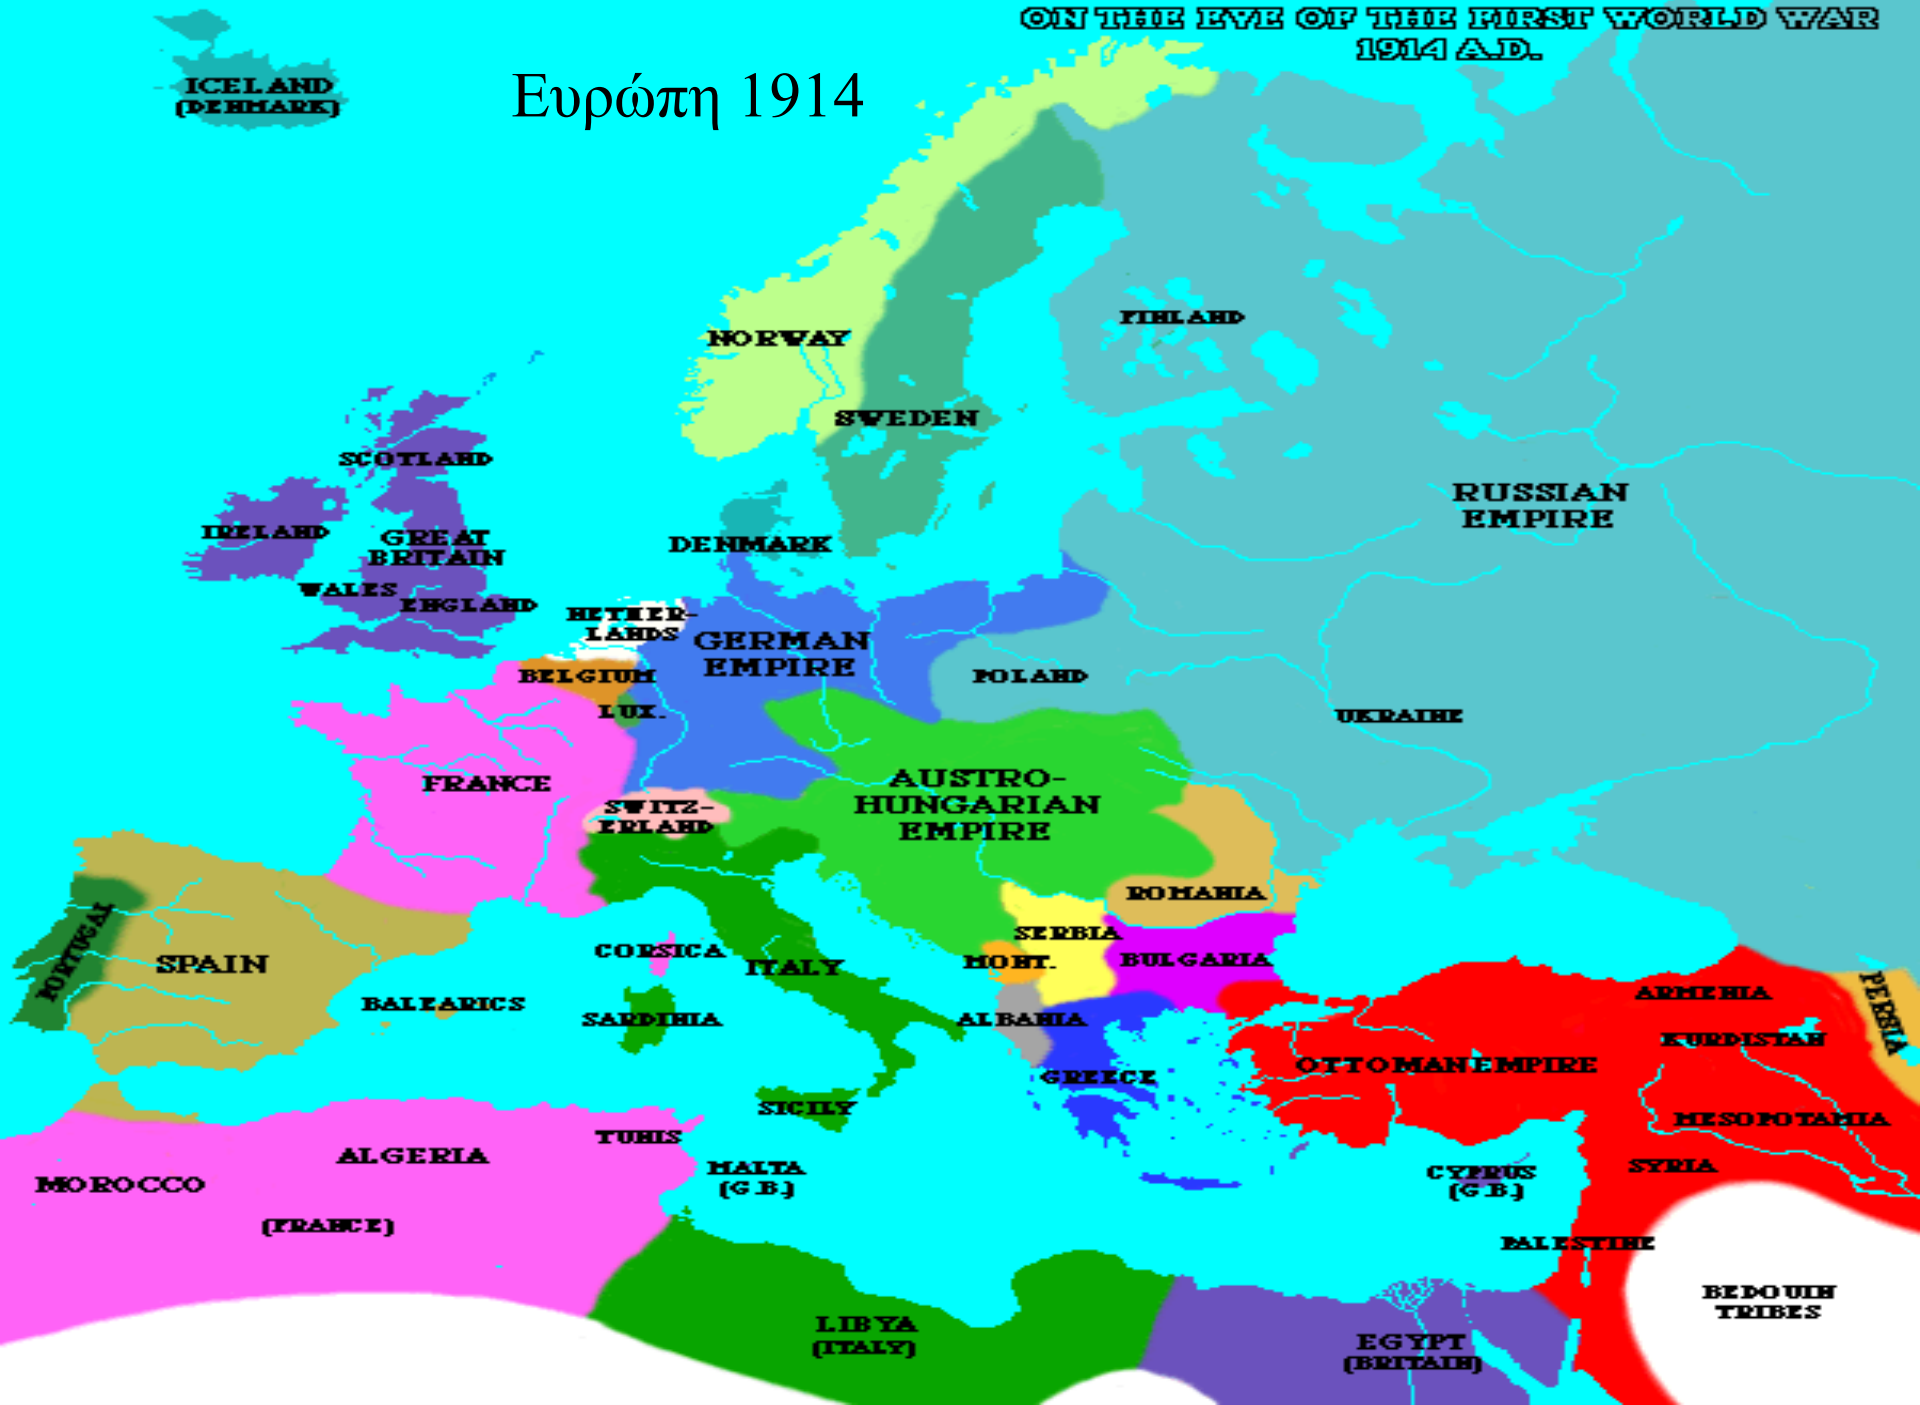 ON THE EVE OF THE FIRST WORLD WAR
1914 A.D.
Ευρώπη 1914
ICELAND
(DENMARK)
NORWAY
FINLAND
SWEDEN
SCOTLAND
RUSSIAN
EMPIRE
IRELAND
GREAT
BRITAIN
DENMARK
WALES
ENGLAND
NETHER-
LANDS
GERMAN
EMPIRE
BELGIUM
POLAND
LUX.
UKRAINE
FRANCE
AUSTRO-
HUNGARIAN
EMPIRE
SWITZ-
ERLAND
ROMANIA
PORTUGAL
SPAIN
CORSICA
ITALY
SERBIA
MONT.
BULGARIA
BALEARICS
SARDINIA
ALBANIA
ARMENIA
PERSIA
KURDISTAN
OTTOMAN EMPIRE
GREECE
SICILY
MESOPOTAMIA
TUNIS
ALGERIA
MOROCCO
MALTA
(G.B.)
CYPRUS
(G.B.)
SYRIA
(FRANCE)
PALESTINE
BEDOUIN
TRIBES
LIBYA
(ITALY)
EGYPT
(BRITAIN)